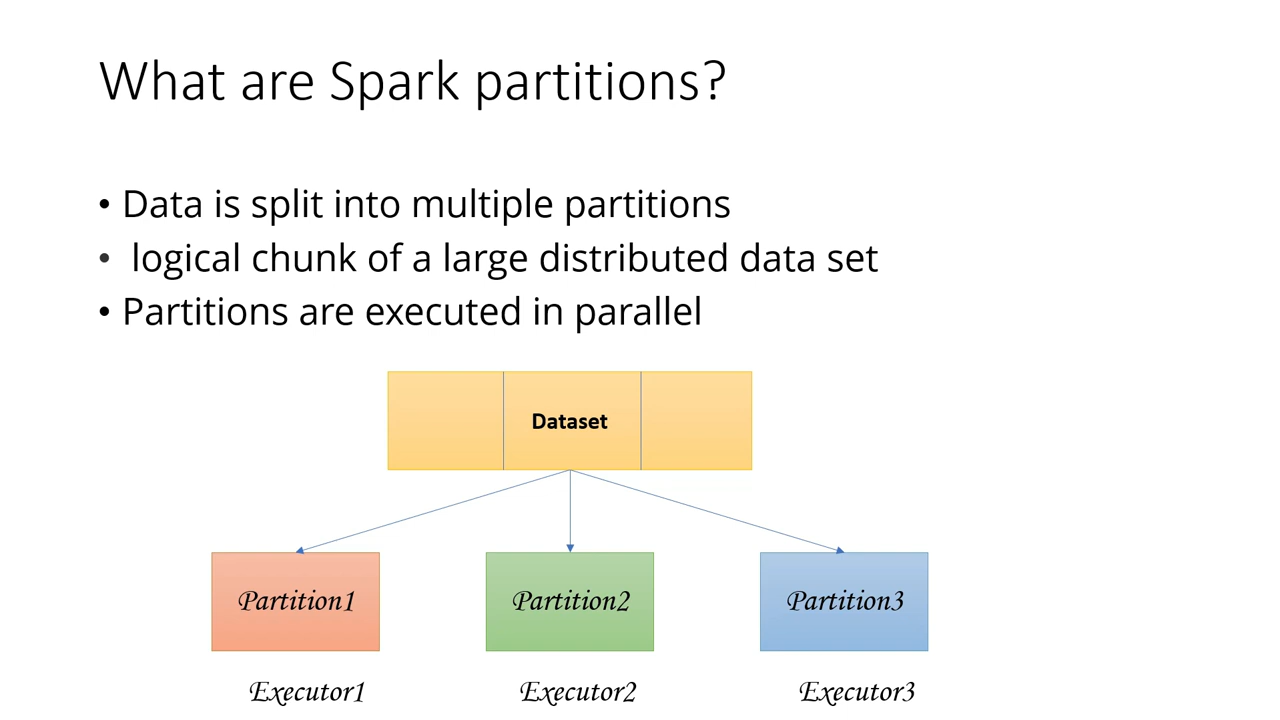 What are Spark partitions?
• Data is split into multiple partitions
• logical chunk of a large distributed data set
• Partitions are executed in parallel
Dataset
Partition1 Partition2 Partition3
Executor1 Executor2 Executor3